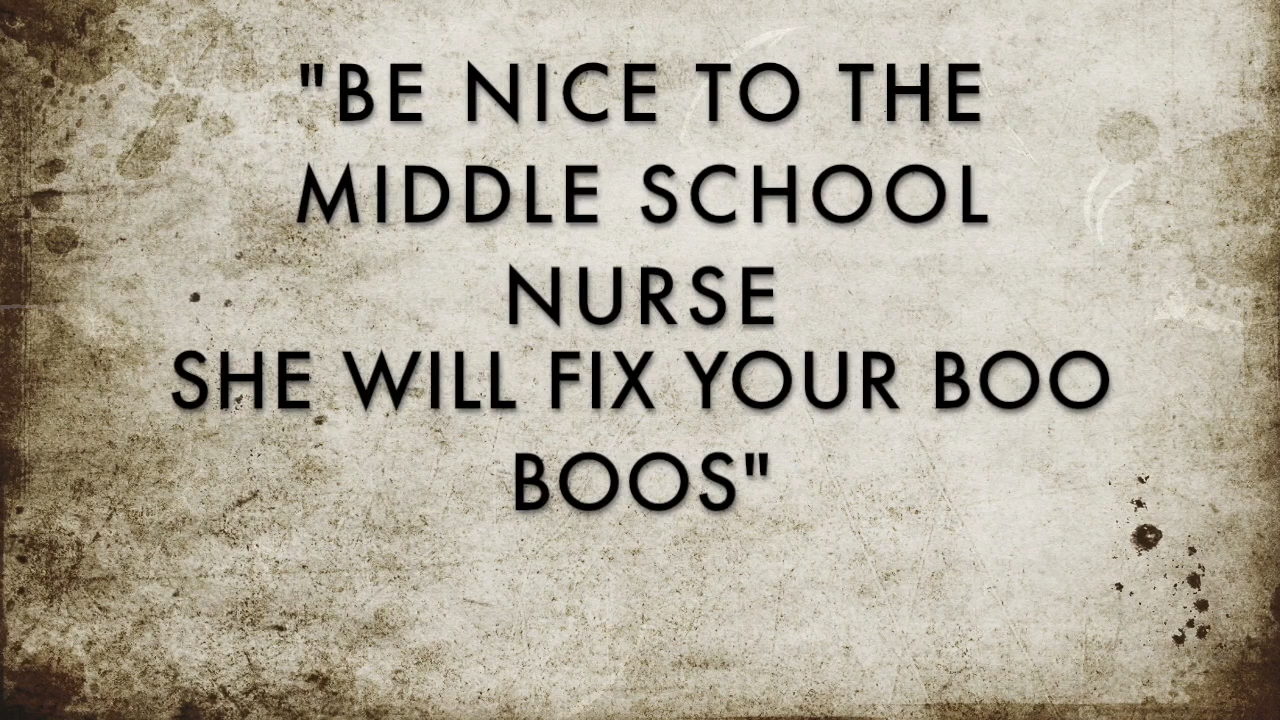 "BE NICE TO THE
MIDDLE SCHOOL
NURSE
SHE WILL FIX YOUR BOO
BOOS"